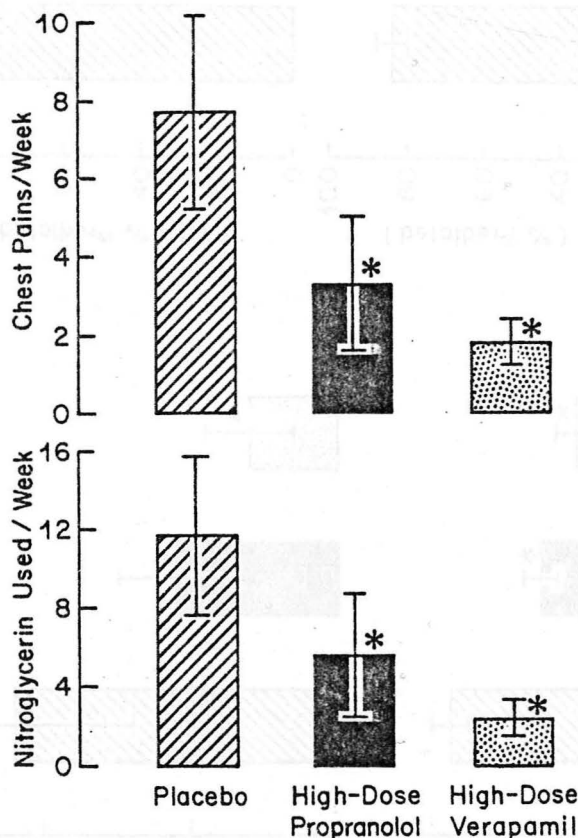 Chest Pains/Week
10
8
6
4
2
0
*
*
Nitroglycerin Used/Week
16
12
8
4
0
*
*
Placebo
High-Dose
Propranolol
High-Dose
Verapamil